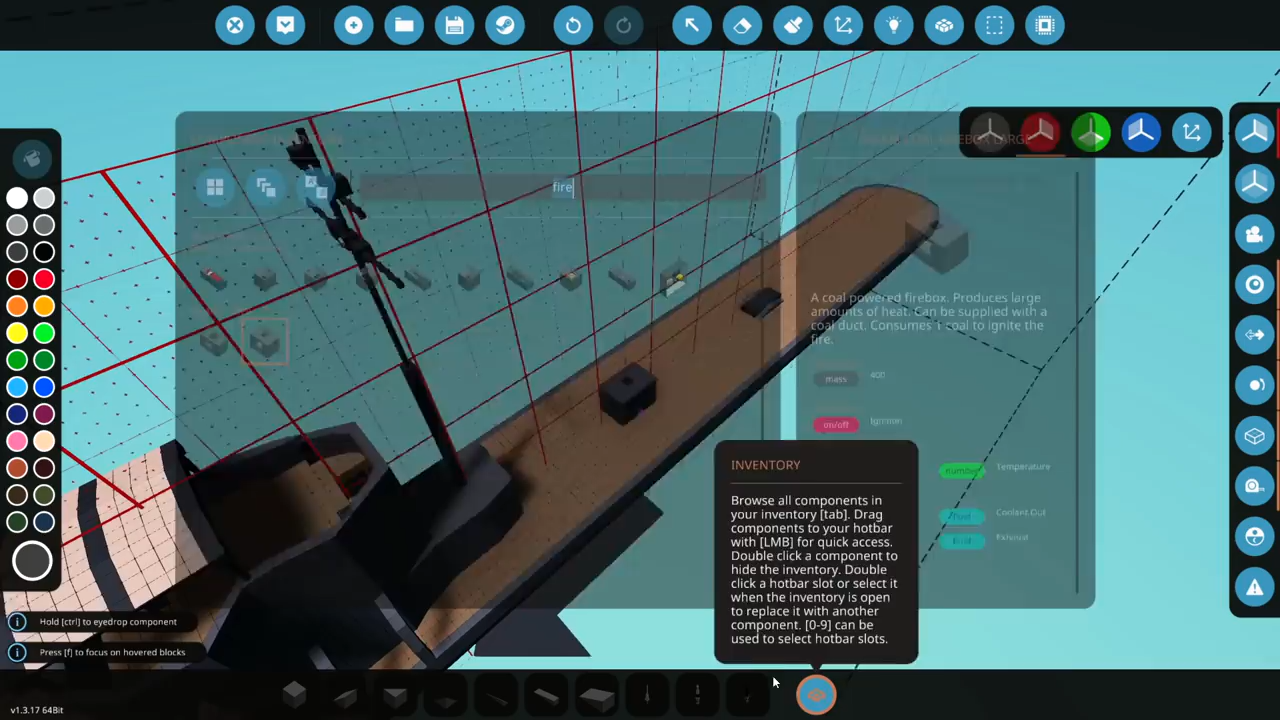 fire
A coal powered firebox. Produces large
amounts of heat. Can be supplied with a
coal duct. Consumes 1 coal to ignite the
fire.
mass 400
on/off Ignition
INVENTORY
Browse all components in
your inventory [tab]. Drag
components to your hotbar
with [LMB] for quick access.
Double click a component to
hide the inventory. Double
click a hotbar slot or select it
when the inventory is open
to replace it with another
component. [0-9] can be
used to select hotbar slots.
number Temperature
fluid Coolant Out
fluid Exhaust
Hold [ctrl] to eyedrop component
Press [f] to focus on hovered blocks
v1.3.17 64Bit